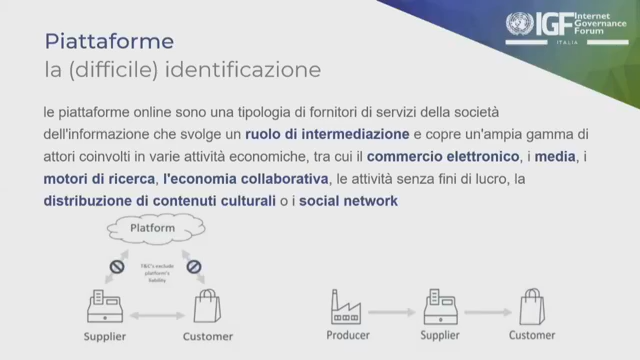 Piattaforme
la (difficile) identificazione
IGF Internet Governance Forum
ITALIA
le piattaforme online sono una tipologia di fornitori di servizi della società
dell'informazione che svolge un ruolo di intermediazione e copre un'ampia gamma di
attori coinvolti in varie attività economiche, tra cui il commercio elettronico, i media, i
motori di ricerca, l'economia collaborativa, le attività senza fini di lucro, la
distribuzione di contenuti culturali o i social network
Platform
T&C's exclude
platform's
liability
Supplier
Customer
Producer
Supplier
Customer